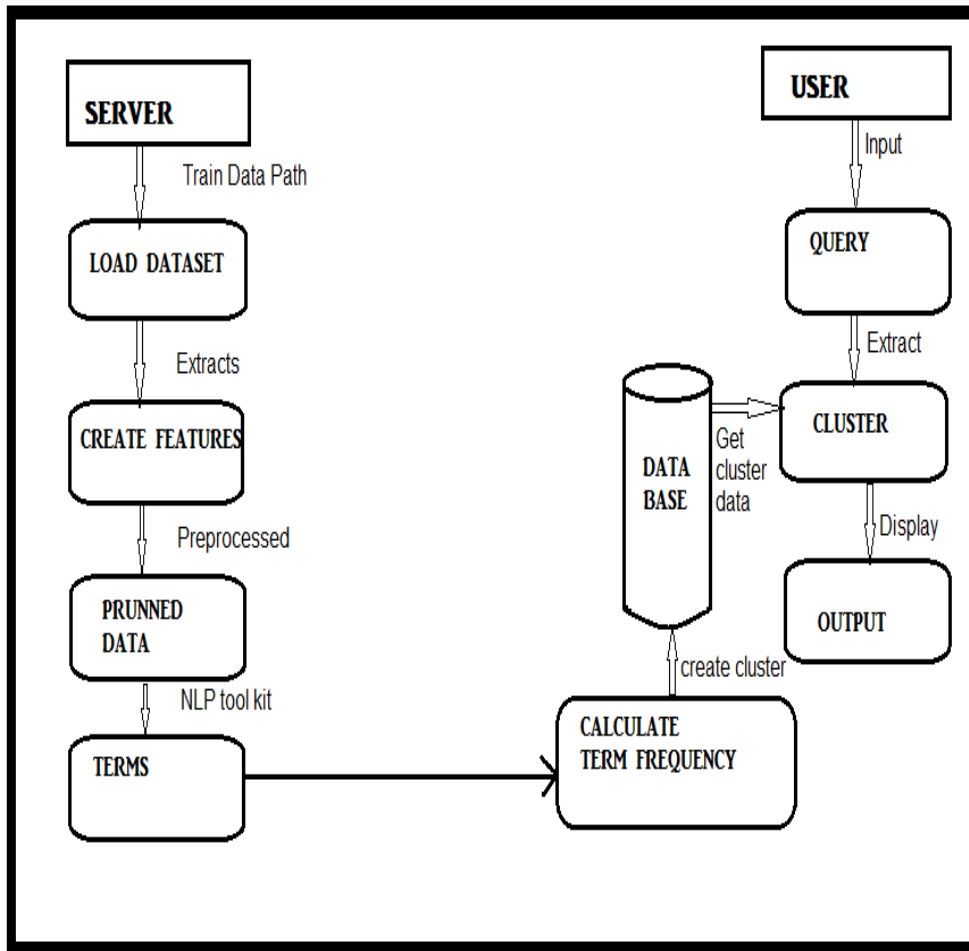 SERVER
Train Data Path
LOAD DATASET
Extracts
CREATE FEATURES
Preprocessed
PRUNNED
DATA
NLP tool kit
TERMS
CALCULATE
TERM FREQUENCY
create cluster
DATA
BASE
Get
cluster
data
USER
Input
QUERY
Extract
CLUSTER
Display
OUTPUT